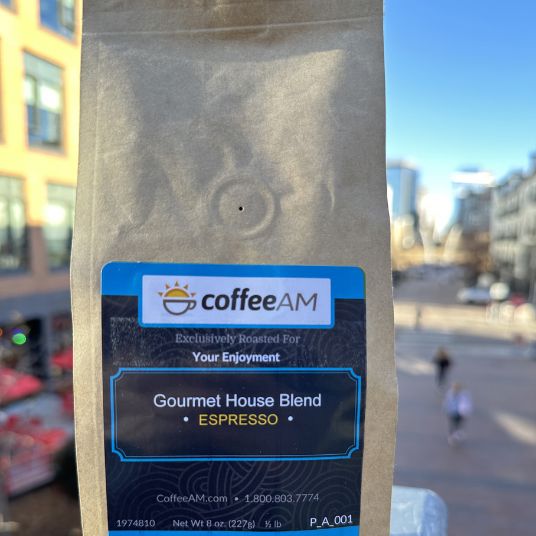 coffeeAM
Exclusively Roasted For
Your Enjoyment
Gourmet House Blend
• ESPRESSO •
CoffeeAM.com • 1.800.803.7774
1974810 Net Wt 8 oz. (227g) ½ lb P_A_001